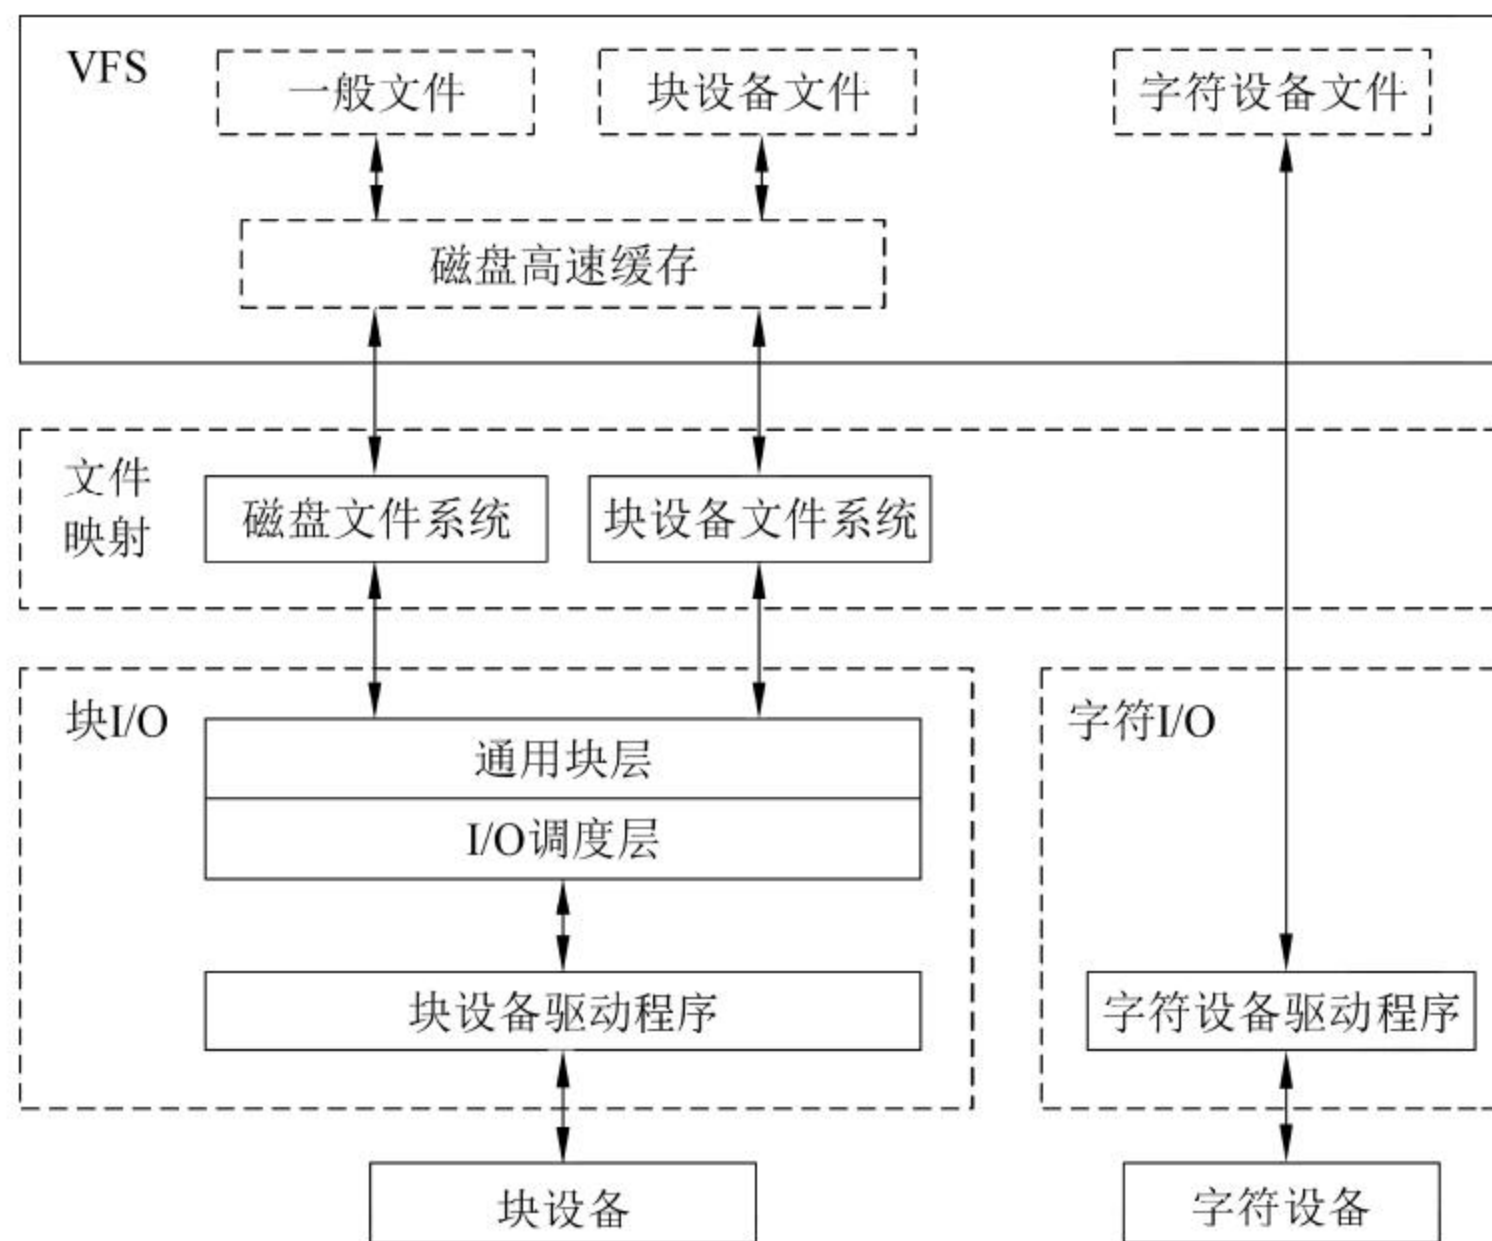 VFS
一般文件
块设备文件
字符设备文件
磁盘高速缓存
文件
映射
磁盘文件系统
块设备文件系统
块I/O
字符I/O
通用块层
I/O调度层
块设备驱动程序
字符设备驱动程序
块设备
字符设备